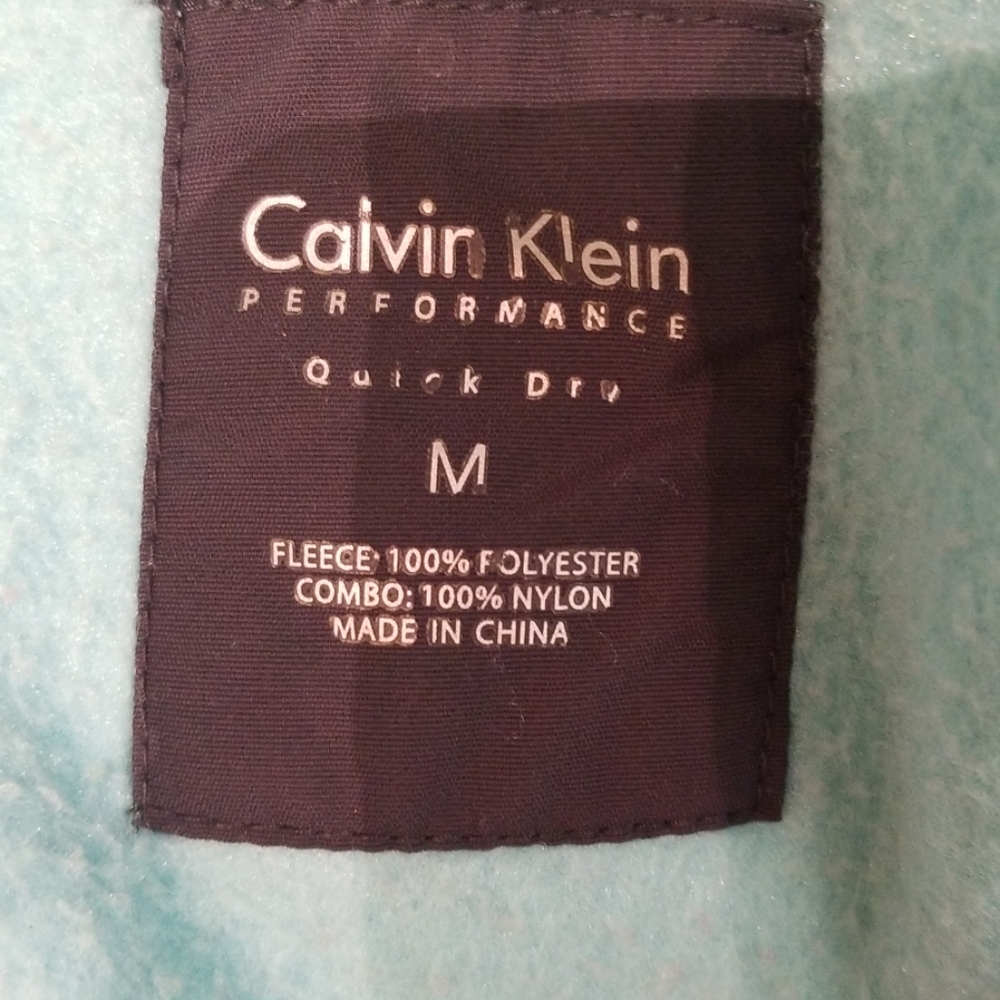 Calvin Klein
PERFORMANCE
Quick Dry
M
FLEECE: 100% POLYESTER
COMBO: 100% NYLON
MADE IN CHINA